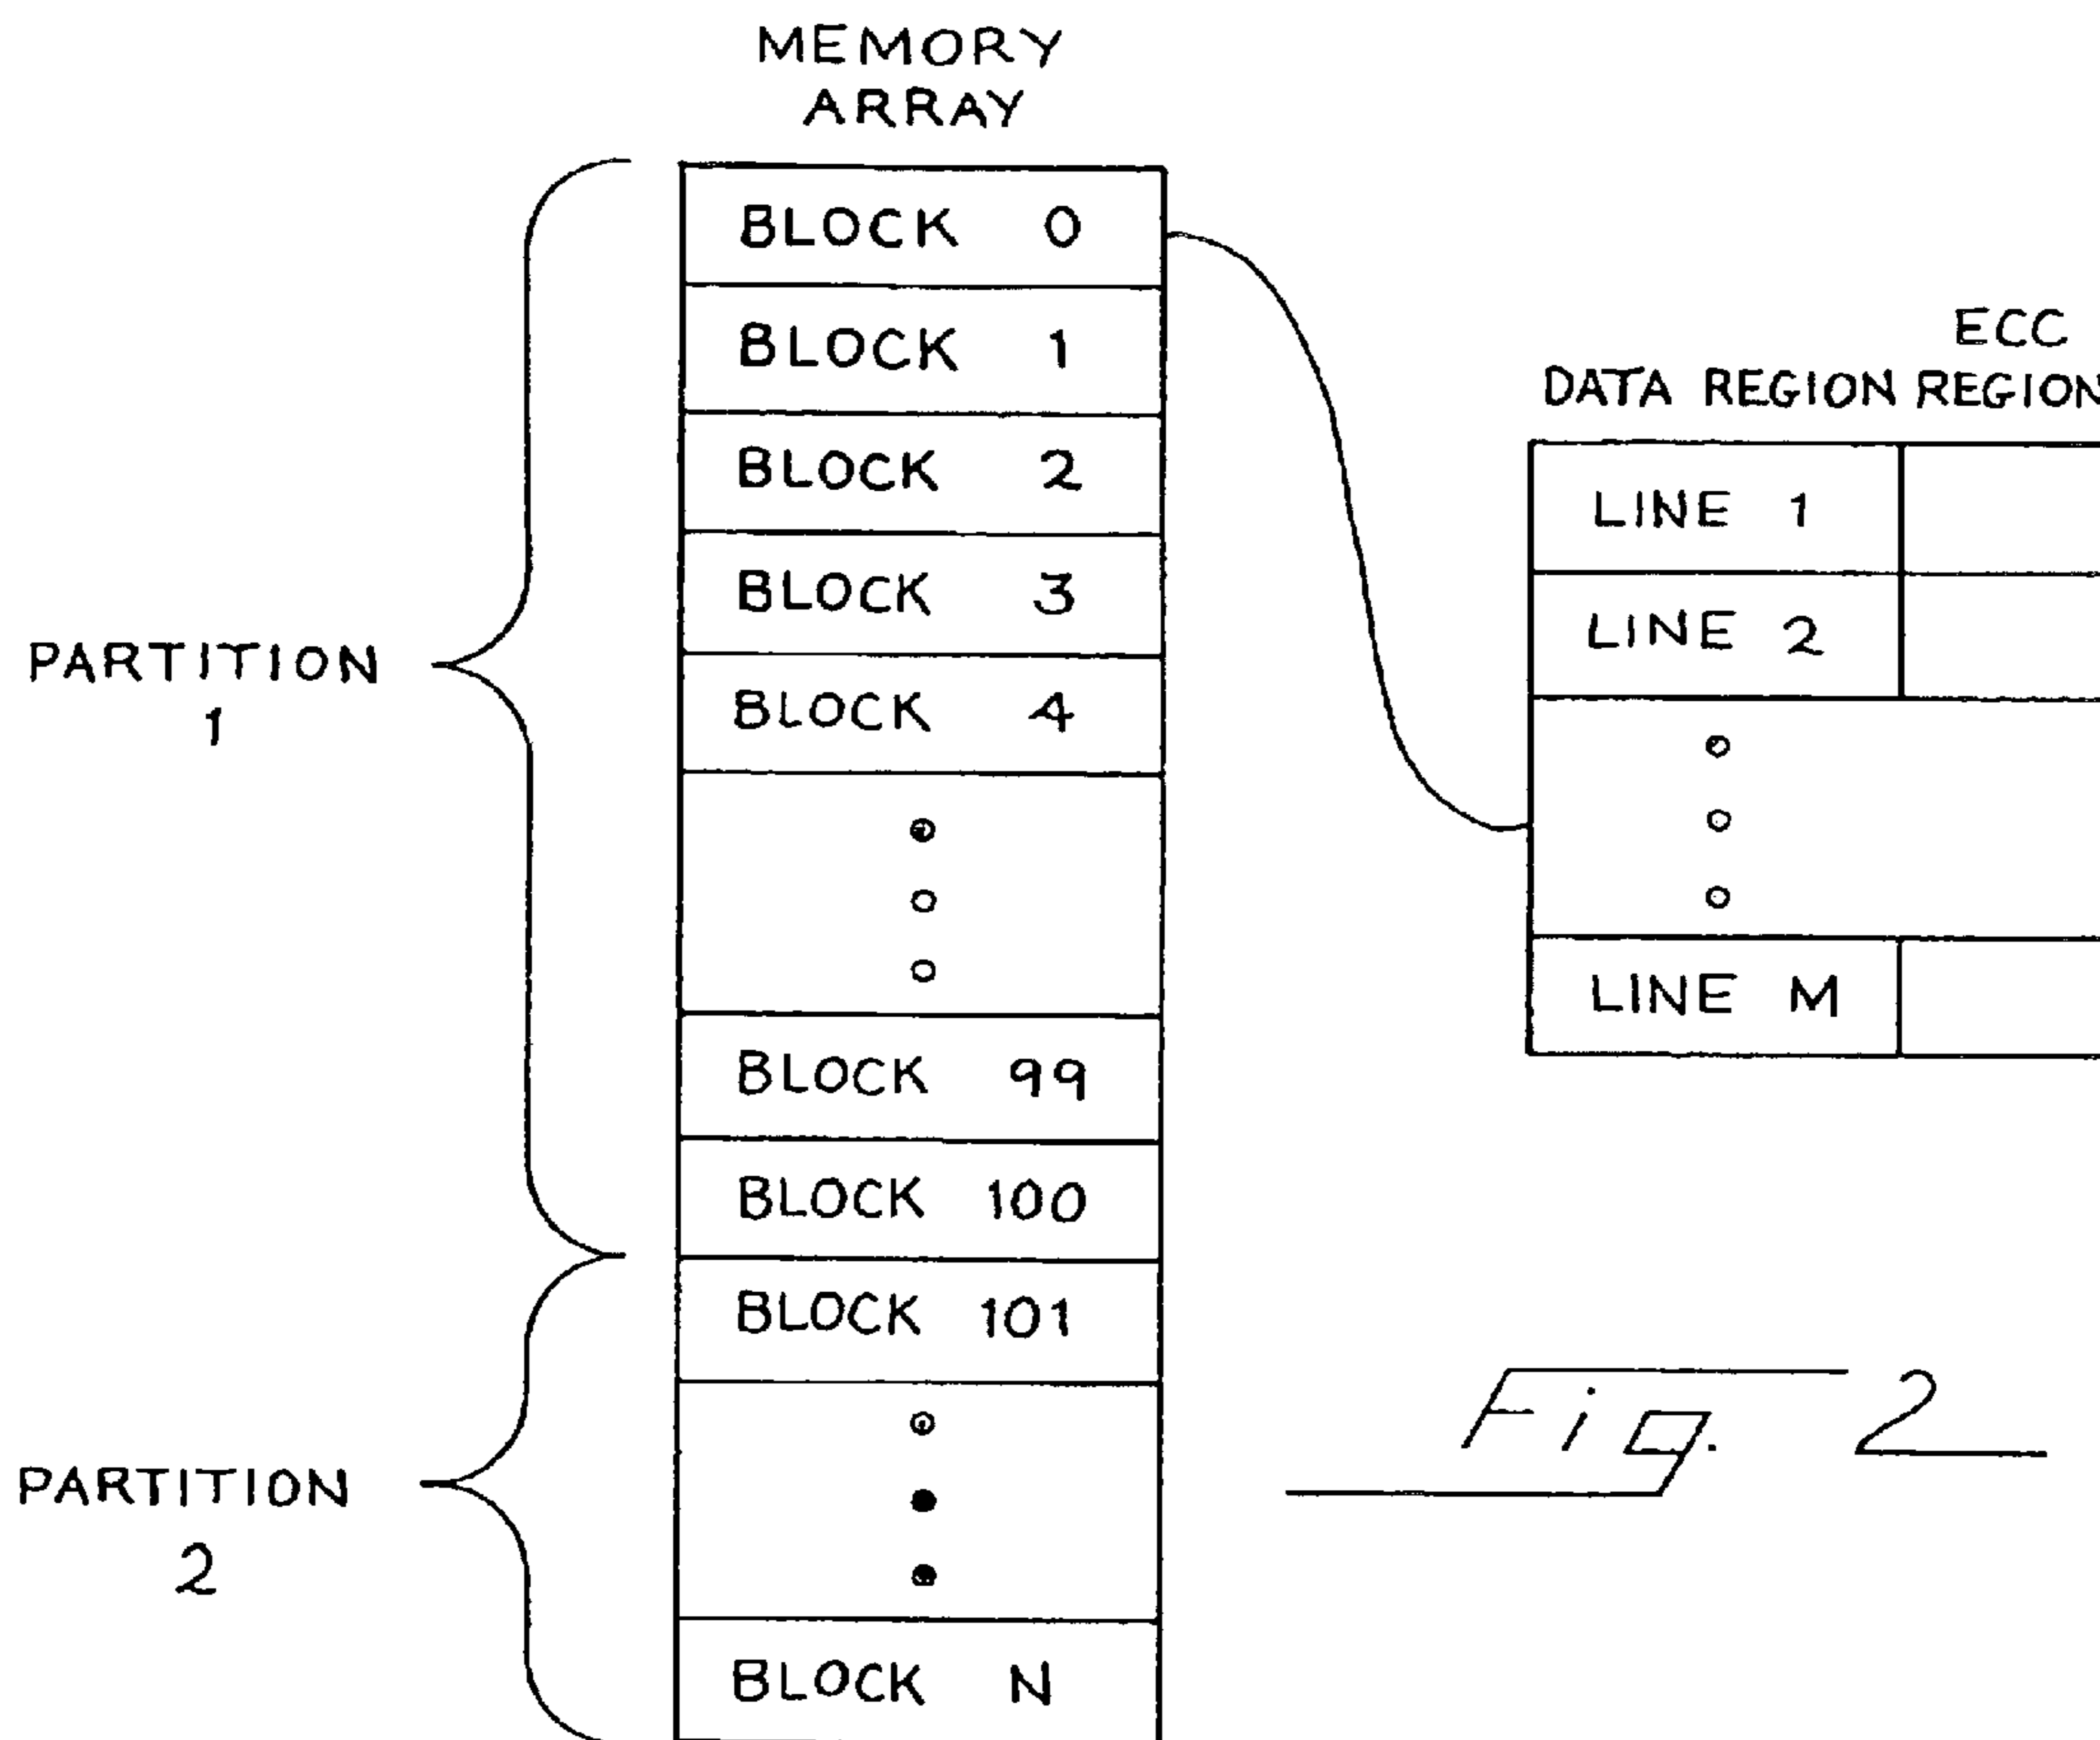 MEMORY
ARRAY
BLOCK 0
BLOCK 1
BLOCK 2
BLOCK 3
BLOCK 4
BLOCK 99
BLOCK 100
BLOCK 101
BLOCK N
PARTITION
1
PARTITION
2
ECC
DATA REGION REGION
LINE 1
LINE 2
LINE M
Fig. 2